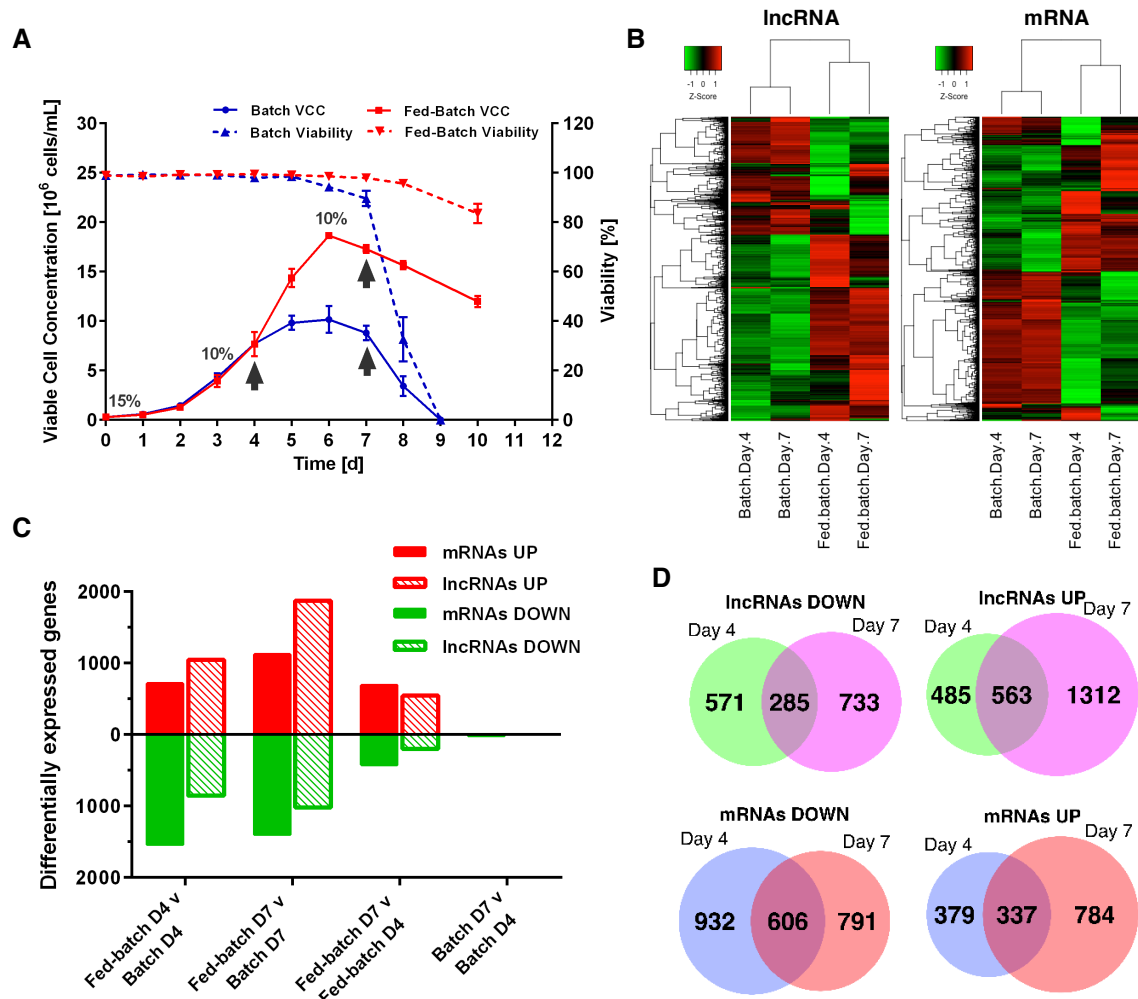 A
Batch VCC
Fed-Batch VCC
Batch Viability
Fed-Batch Viability
Viable Cell Concentration [10⁶ cells/mL]
30
25
20
15
10
5
0
120
100
80
60
40
20
0
Viability [%]
15%
10%
10%
0 1 2 3 4 5 6 7 8 9 10 11 12
Time [d]
B
lncRNA
mRNA
-1 0 1
Z-Score
-1 0 1
Z-Score
Batch.Day.4
Batch.Day.7
Fed.batch.Day.4
Fed.batch.Day.7
Batch.Day.4
Batch.Day.7
Fed.batch.Day.4
Fed.batch.Day.7
C
mRNAs UP
lncRNAs UP
mRNAs DOWN
lncRNAs DOWN
Differentially expressed genes
2000
1000
0
1000
2000
Fed-batch D4 v
Batch D4
Fed-batch D7 v
Batch D7
Fed-batch D7 v
Fed-batch D4
Batch D7 v
Batch D4
D
lncRNAs DOWN
Day 4
Day 7
571 285 733
lncRNAs UP
Day 4
Day 7
485 563 1312
mRNAs DOWN
Day 4
Day 7
932 606 791
mRNAs UP
Day 4
Day 7
379 337 784